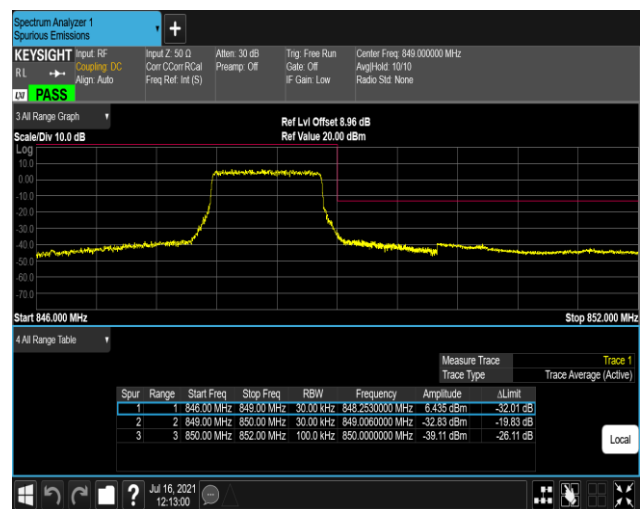 Spectrum Analyzer 1
Spurious Emissions
+
KEYSIGHT Input: RF Input Z: 50 Ω Atten: 30 dB Trig: Free Run Center Freq: 849.000000 MHz
RL Coupling: DC Corr CCorr RCal Preamp: Off Gate: Off Avg|Hold: 10/10
Align: Auto Freq Ref: Int (S) IF Gain: Low Radio Std: None
LXI PASS
3 All Range Graph
Ref Lvl Offset 8.96 dB
Scale/Div 10.0 dB Ref Value 20.00 dBm
Log
10.0
0.00
-10.0
-20.0
-30.0
-40.0
-50.0
-60.0
-70.0
Start 846.000 MHz Stop 852.000 MHz
4 All Range Table
Measure Trace Trace 1
Trace Type Trace Average (Active)
Spur Range Start Freq Stop Freq RBW Frequency Amplitude ΔLimit
1 1 846.00 MHz 849.00 MHz 30.00 kHz 848.2530000 MHz 6.435 dBm -32.01 dB
2 2 849.00 MHz 850.00 MHz 30.00 kHz 849.0060000 MHz -32.83 dBm -19.83 dB
3 3 850.00 MHz 852.00 MHz 100.0 kHz 850.0000000 MHz -39.11 dBm -26.11 dB
Local
? Jul 16, 2021
12:13:00